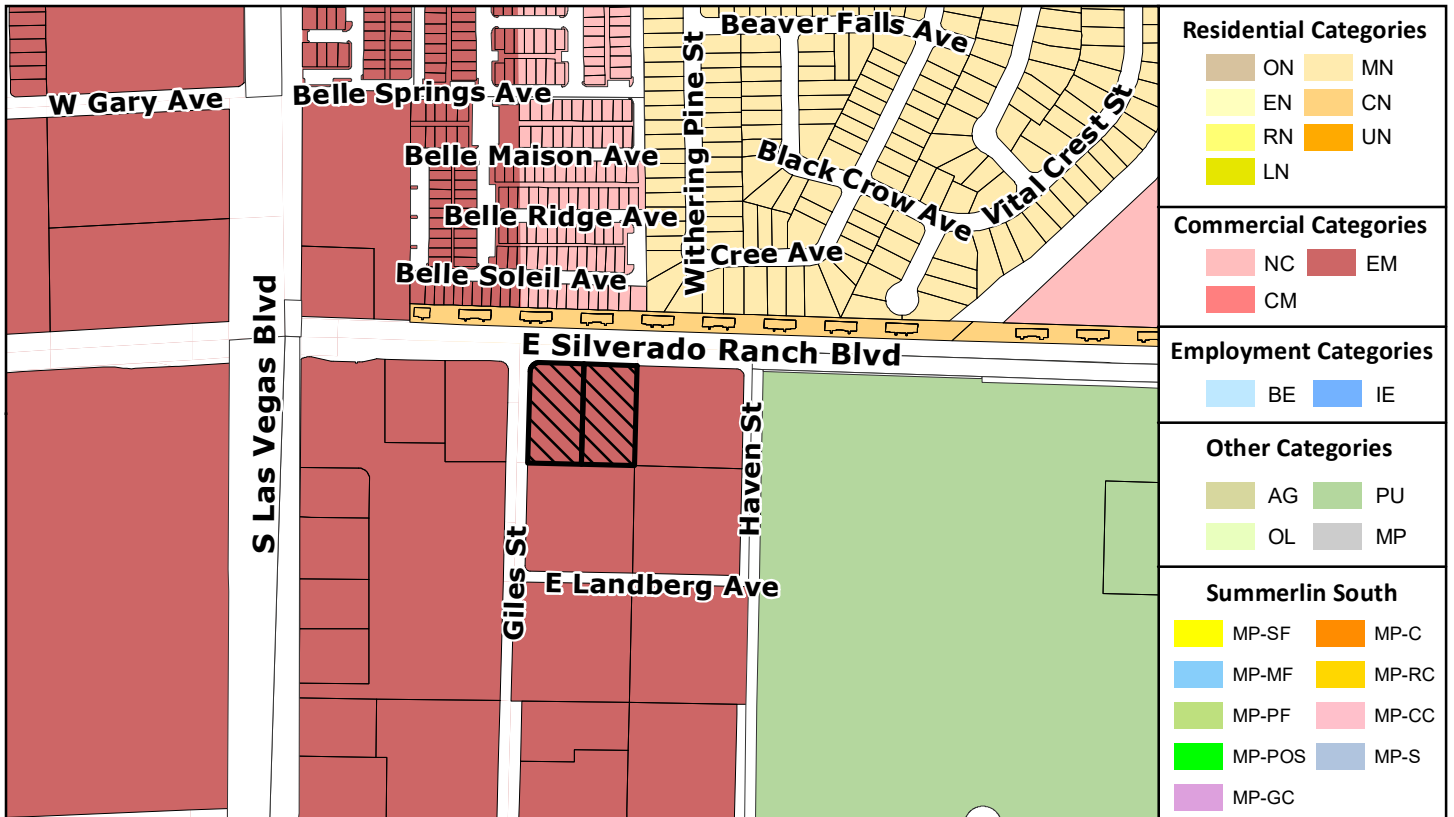 Beaver Falls Ave
W Gary Ave
Belle Springs Ave
Withering Pine St
Vital Crest St
Belle Maison Ave
Black Crow Ave
Belle Ridge Ave
Cree Ave
Belle Soleil Ave
S Las Vegas Blvd
E Silverado Ranch Blvd
Haven St
Giles St
E Landberg Ave
Residential Categories
ON MN
EN CN
RN UN
LN
Commercial Categories
NC EM
CM
Employment Categories
BE IE
Other Categories
AG PU
OL MP
Summerlin South
MP-SF MP-C
MP-MF MP-RC
MP-PF MP-CC
MP-POS MP-S
MP-GC